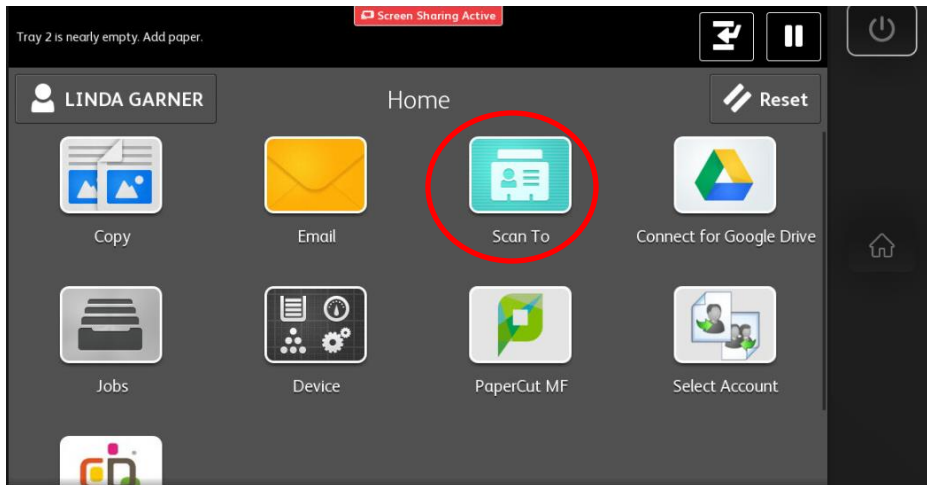 Screen Sharing Active
Tray 2 is nearly empty. Add paper.
LINDA GARNER
Home
Reset
Copy
Email
Scan To
Connect for Google Drive
Jobs
Device
PaperCut MF
Select Account